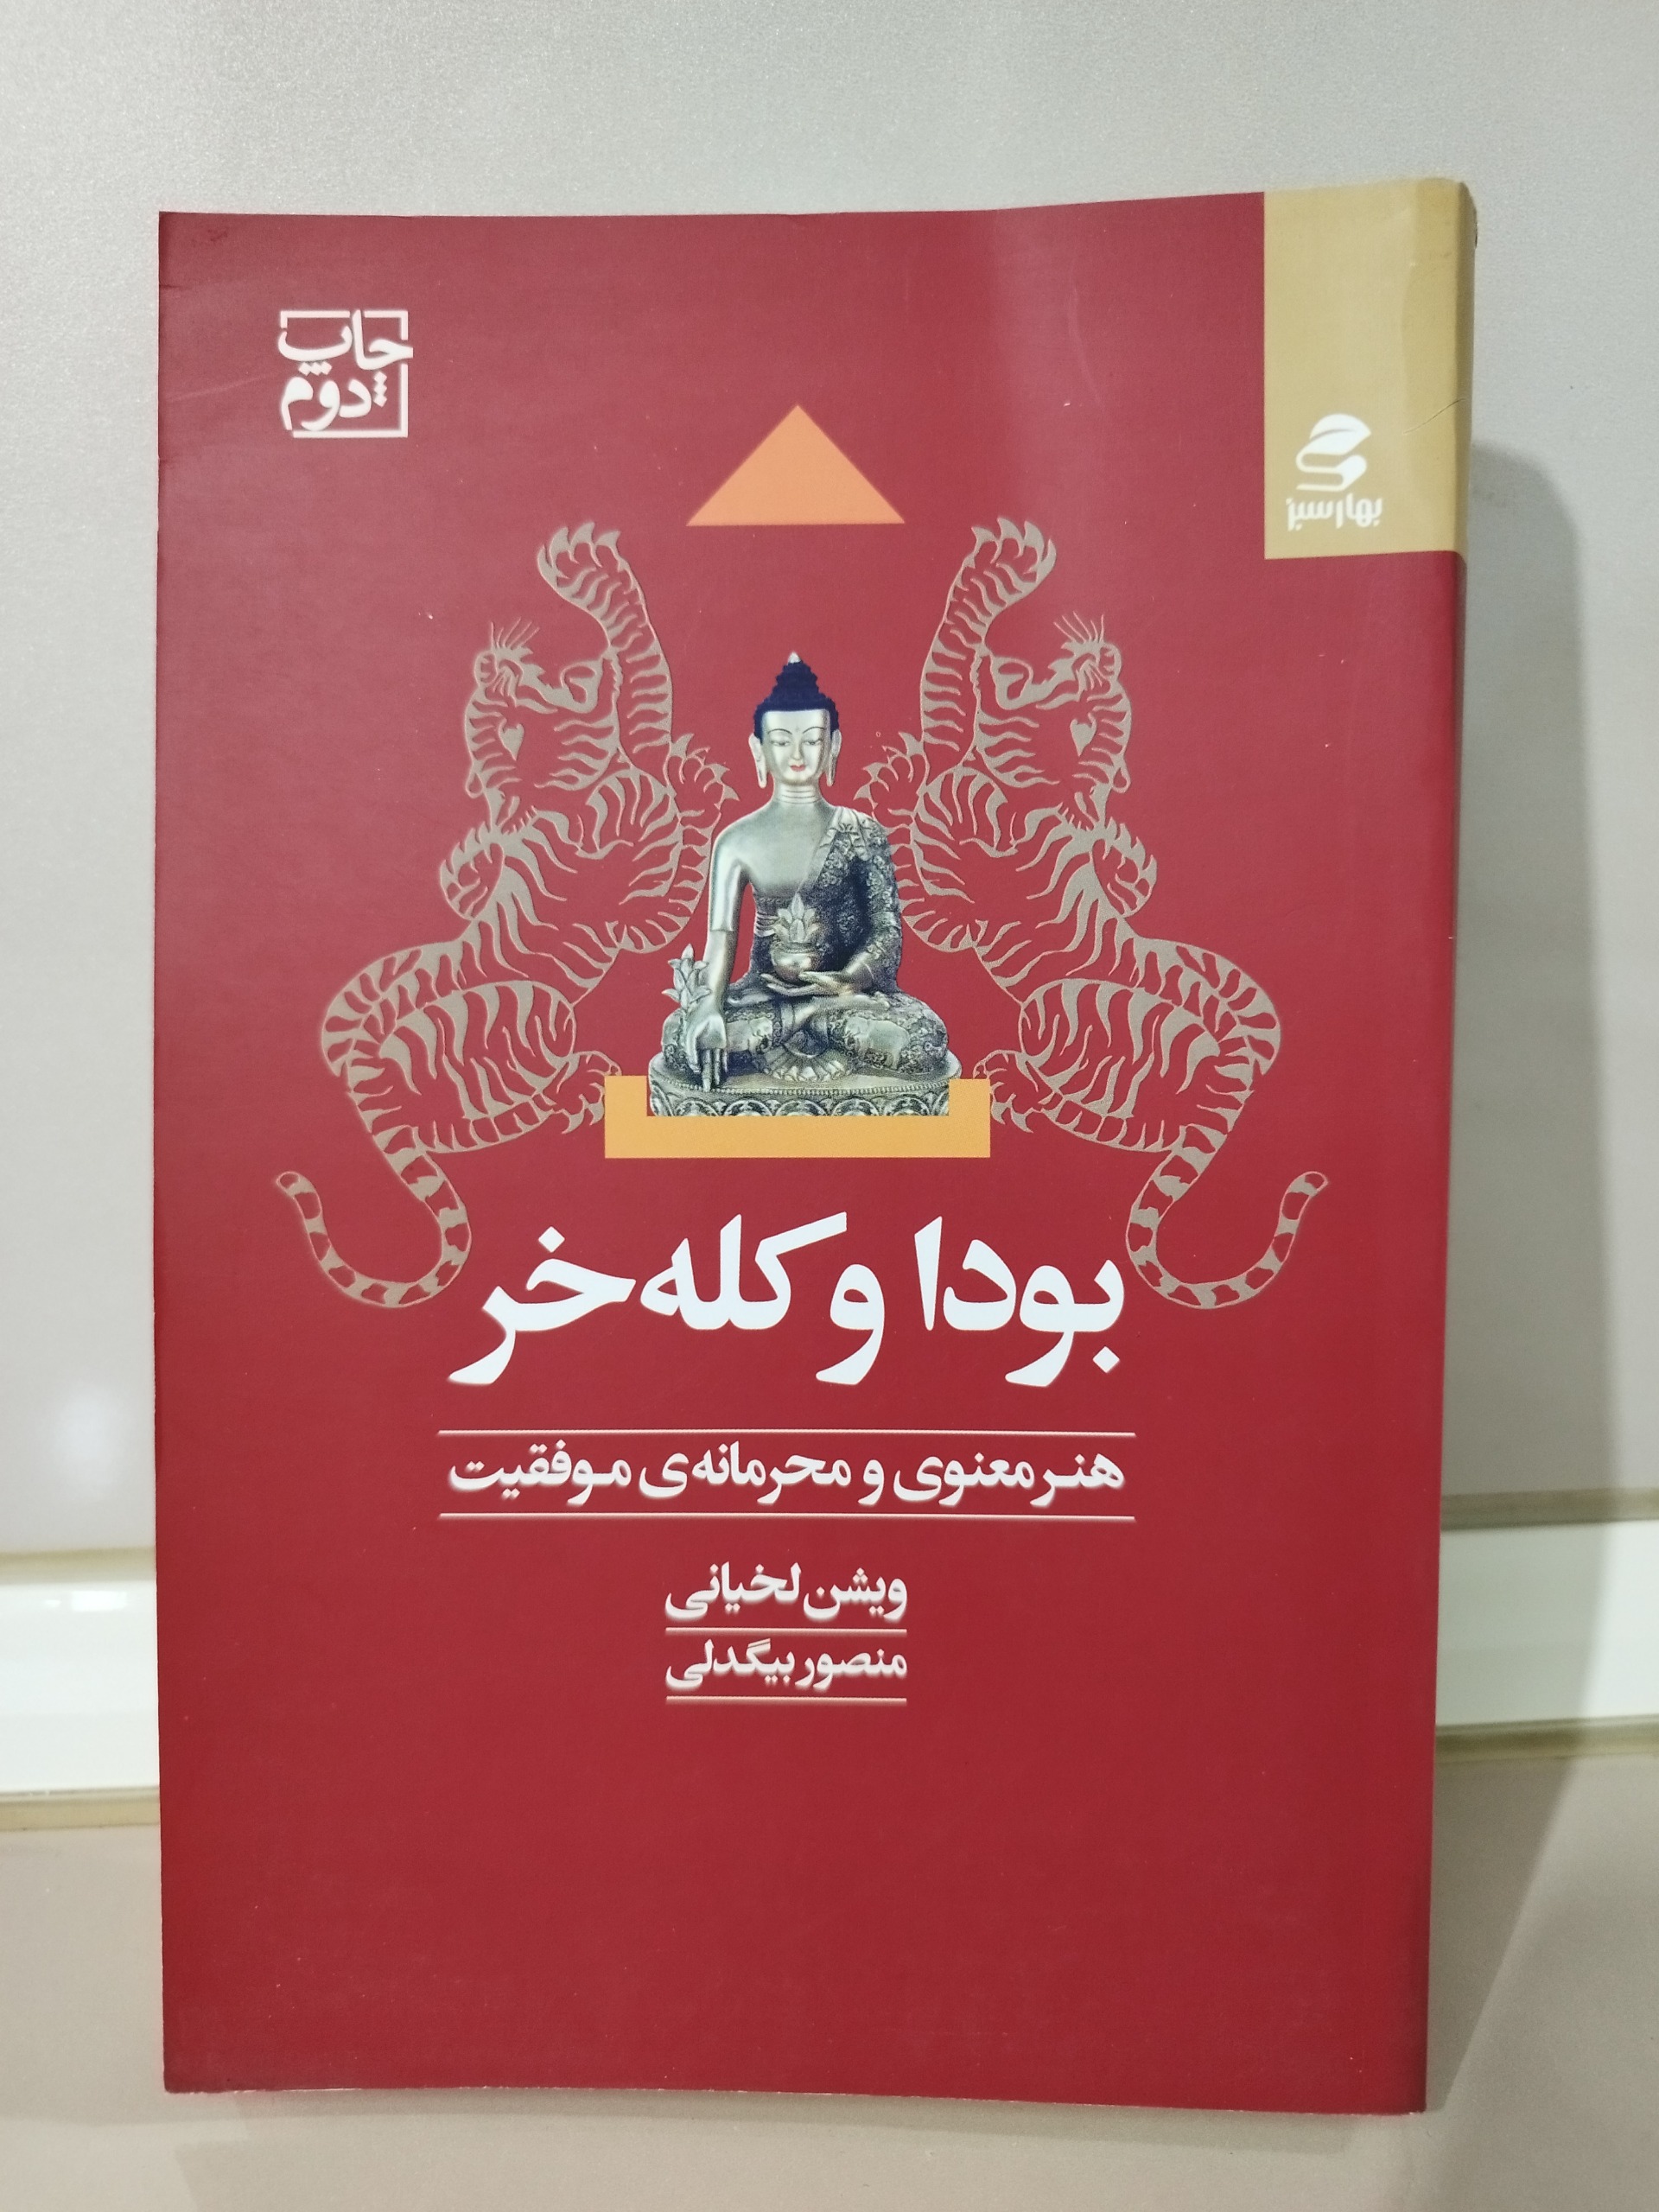 چاپ
دوم
بهار سبز
بودا و کله‌خر
هنر معنوی و محرمانه‌ی موفقیت
ویشن لخیانی
منصور بیگدلی